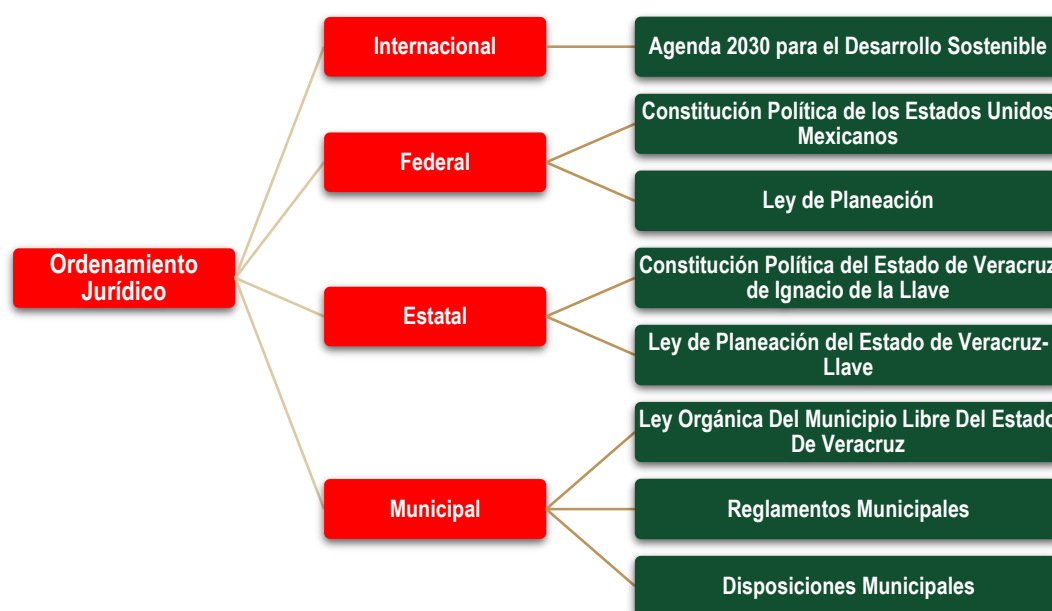 Internacional
Agenda 2030 para el Desarrollo Sostenible
Constitución Política de los Estados Unidos
Mexicanos
Federal
Ley de Planeación
Ordenamiento
Jurídico
Constitución Política del Estado de Veracruz
de Ignacio de la Llave
Estatal
Ley de Planeación del Estado de Veracruz-
Llave
Ley Orgánica Del Municipio Libre Del Estado
De Veracruz
Municipal
Reglamentos Municipales
Disposiciones Municipales